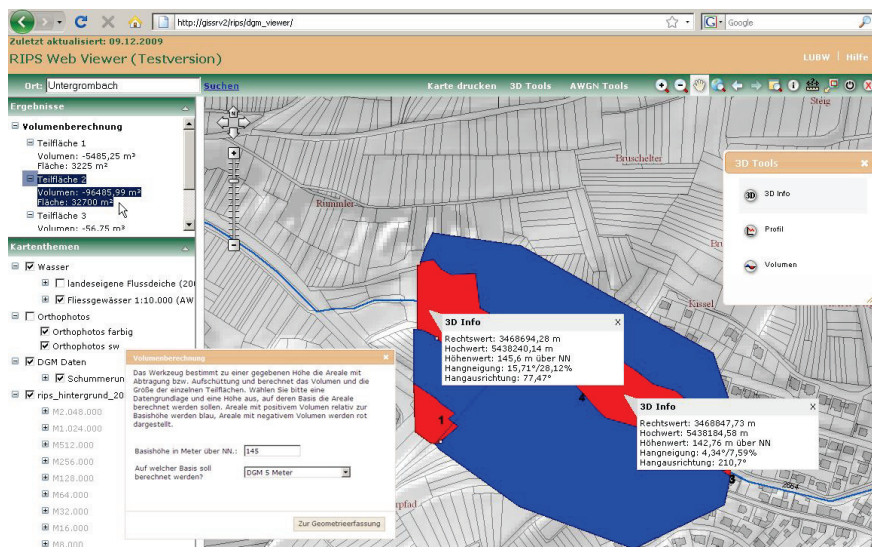 http://gissrv2/rips/dgm_viewer/
Google
Zuletzt aktualisiert: 09.12.2009
RIPS Web Viewer (Testversion)
LUBW | Hilfe
Ort: Untergrombach
Suchen
Karte drucken 3D Tools AWGN Tools
Ergebnisse
Volumenberechnung
Teilfläche 1
Volumen: -5485,25 m³
Fläche: 3225 m²
Teilfläche 2
Volumen: -96485,99 m³
Fläche: 32700 m²
Teilfläche 3
Volumen: -56,75 m³
Kartenthemen
Wasser
landeseigene Flussdeiche (20
Fliessgewässer 1:10.000 (AW
Orthophotos
Orthophotos farbig
Orthophotos sw
DGM Daten
Schummerun
rips_hintergrund_20
M2.048.000
M1.024.000
M512.000
M256.000
M128.000
M64.000
M32.000
M16.000
M8.000
Volumenberechnung
Das Werkzeug bestimmt zu einer gegebenen Höhe die Areale mit
Abtragung bzw. Aufschüttung und berechnet das Volumen und die
Größe der einzelnen Teilflächen. Wählen Sie bitte eine
Datengrundlage und eine Höhe aus, auf deren Basis die Areale
berechnet werden sollen. Areale mit positivem Volumen relativ zur
Basishöhe werden blau, Areale mit negativem Volumen werden rot
dargestellt.
Basishöhe in Meter über NN.: 145
Auf welcher Basis soll
berechnet werden?
DGM 5 Meter
Zur Geometrieerfassung
N
Steig
Bruschelter
Rummler
Kissel
3D Tools
3D 3D Info
Profil
Volumen
3D Info X
Rechtswert: 3468694,28 m
Hochwert: 5438240,14 m
Höhenwert: 145,6 m über NN
Hangneigung: 15,71°/28,12%
Hangausrichtung: 77,47°
1
4
3D Info X
Rechtswert: 3468847,73 m
Hochwert: 5438184,58 m
Höhenwert: 142,76 m über NN
Hangneigung: 4,34°/7,59%
Hangausrichtung: 210,7°
3
2664